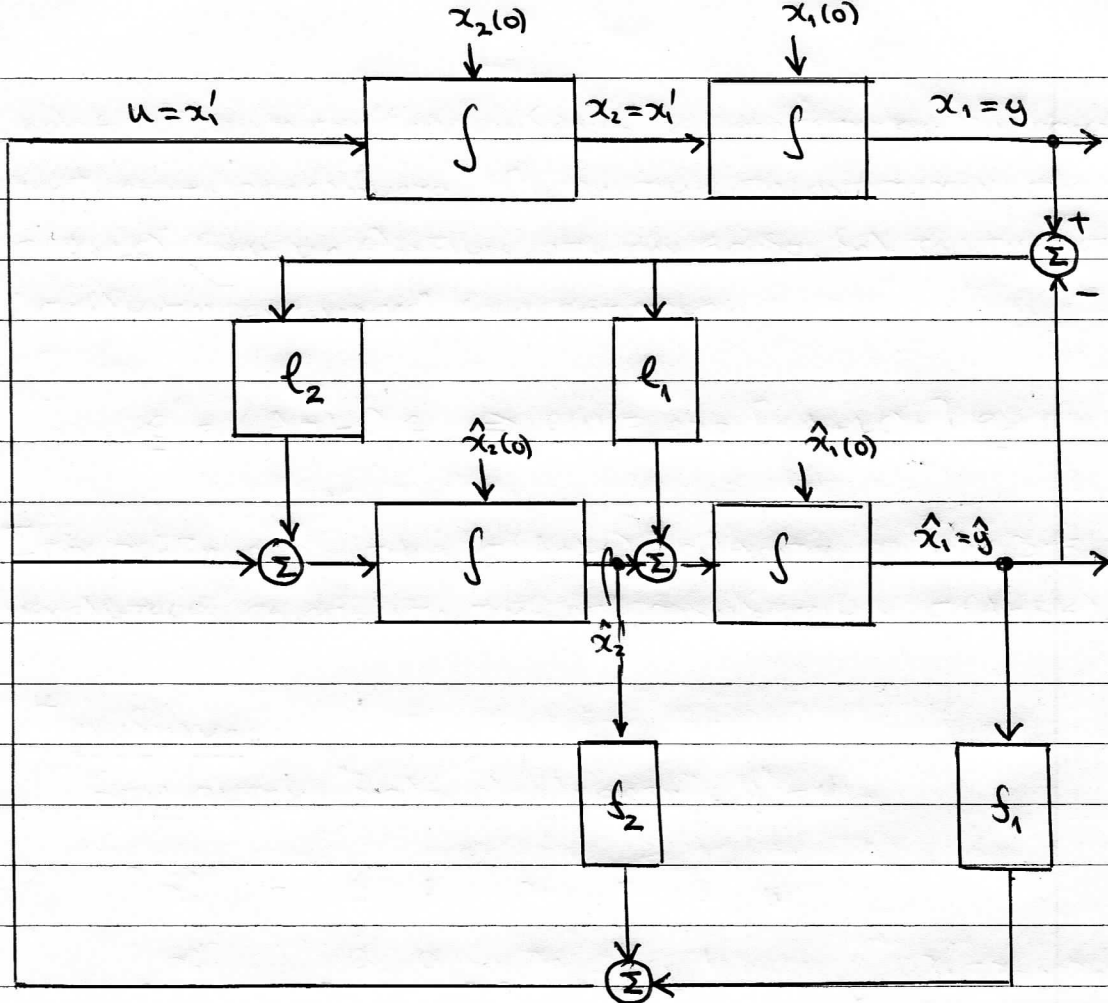 x₂(0)
x₁(0)
u = x₁'
∫
x₂ = x₁'
∫
x₁ = y
+
Σ
-
ℓ₂
ℓ₁
x̂₂(0)
x̂₁(0)
Σ
∫
Σ
∫
x̂₁ = ŷ
x̂₂
f₂
f₁
Σ